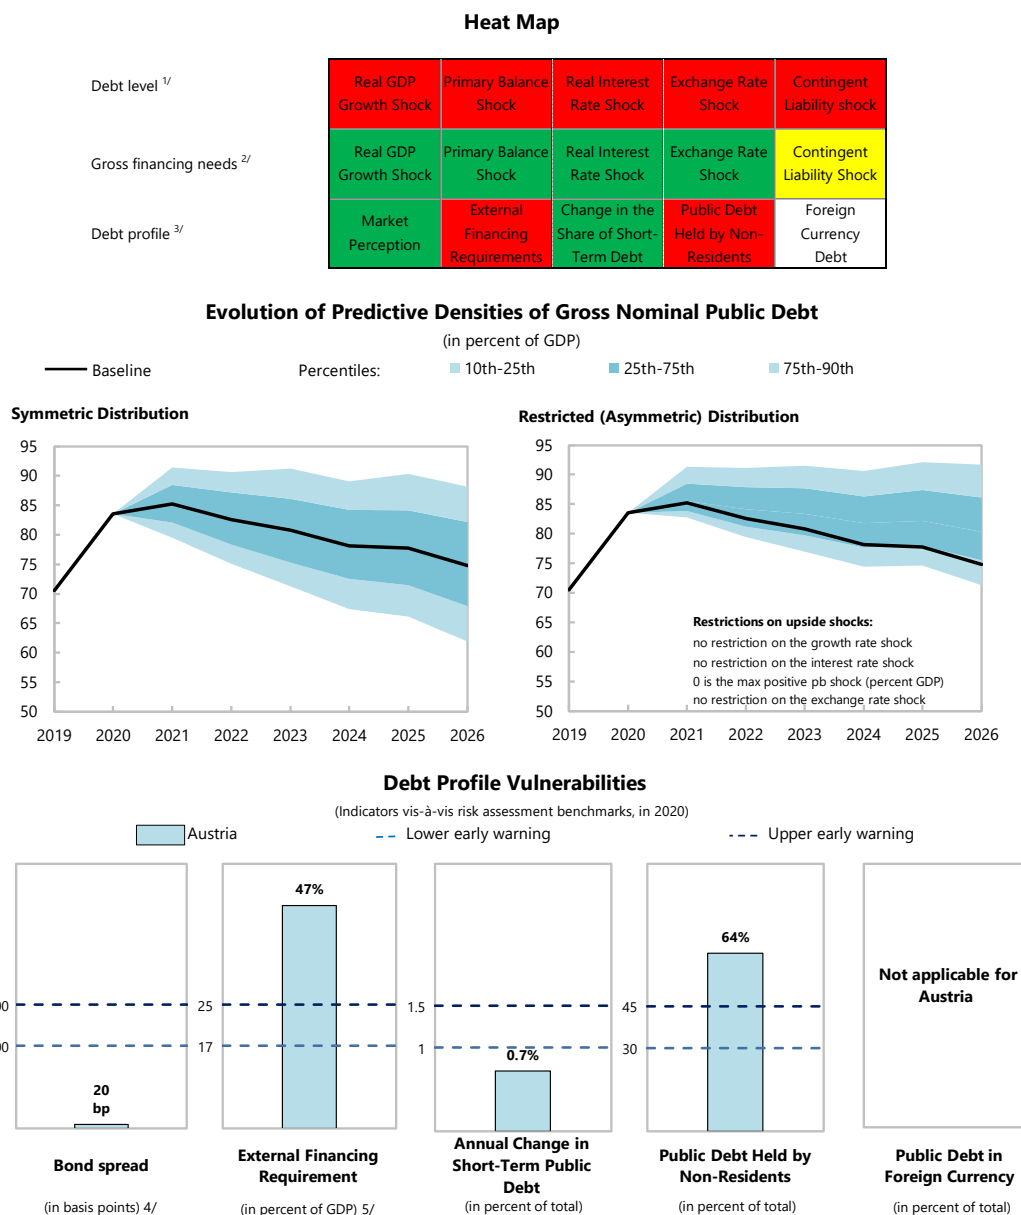 Heat Map
Debt level 1/
Real GDP Growth Shock
Primary Balance Shock
Real Interest Rate Shock
Exchange Rate Shock
Contingent Liability shock
Gross financing needs 2/
Real GDP Growth Shock
Primary Balance Shock
Real Interest Rate Shock
Exchange Rate Shock
Contingent Liability Shock
Debt profile 3/
Market Perception
External Financing Requirements
Change in the Share of Short-Term Debt
Public Debt Held by Non-Residents
Foreign Currency Debt
Evolution of Predictive Densities of Gross Nominal Public Debt
(in percent of GDP)
Baseline Percentiles: 10th-25th 25th-75th 75th-90th
Symmetric Distribution
95
90
85
80
75
70
65
60
55
50
2019 2020 2021 2022 2023 2024 2025 2026
Restricted (Asymmetric) Distribution
95
90
85
80
75
70
65
60
55
50
Restrictions on upside shocks:
no restriction on the growth rate shock
no restriction on the interest rate shock
0 is the max positive pb shock (percent GDP)
no restriction on the exchange rate shock
2019 2020 2021 2022 2023 2024 2025 2026
Debt Profile Vulnerabilities
(Indicators vis-à-vis risk assessment benchmarks, in 2020)
Austria Lower early warning Upper early warning
20
bp
Bond spread
(in basis points) 4/
47%
25
17
External Financing
Requirement
(in percent of GDP) 5/
1.5
1
0.7%
Annual Change in
Short-Term Public
Debt
(in percent of total)
64%
45
30
Public Debt Held by
Non-Residents
(in percent of total)
Not applicable for
Austria
Public Debt in
Foreign Currency
(in percent of total)